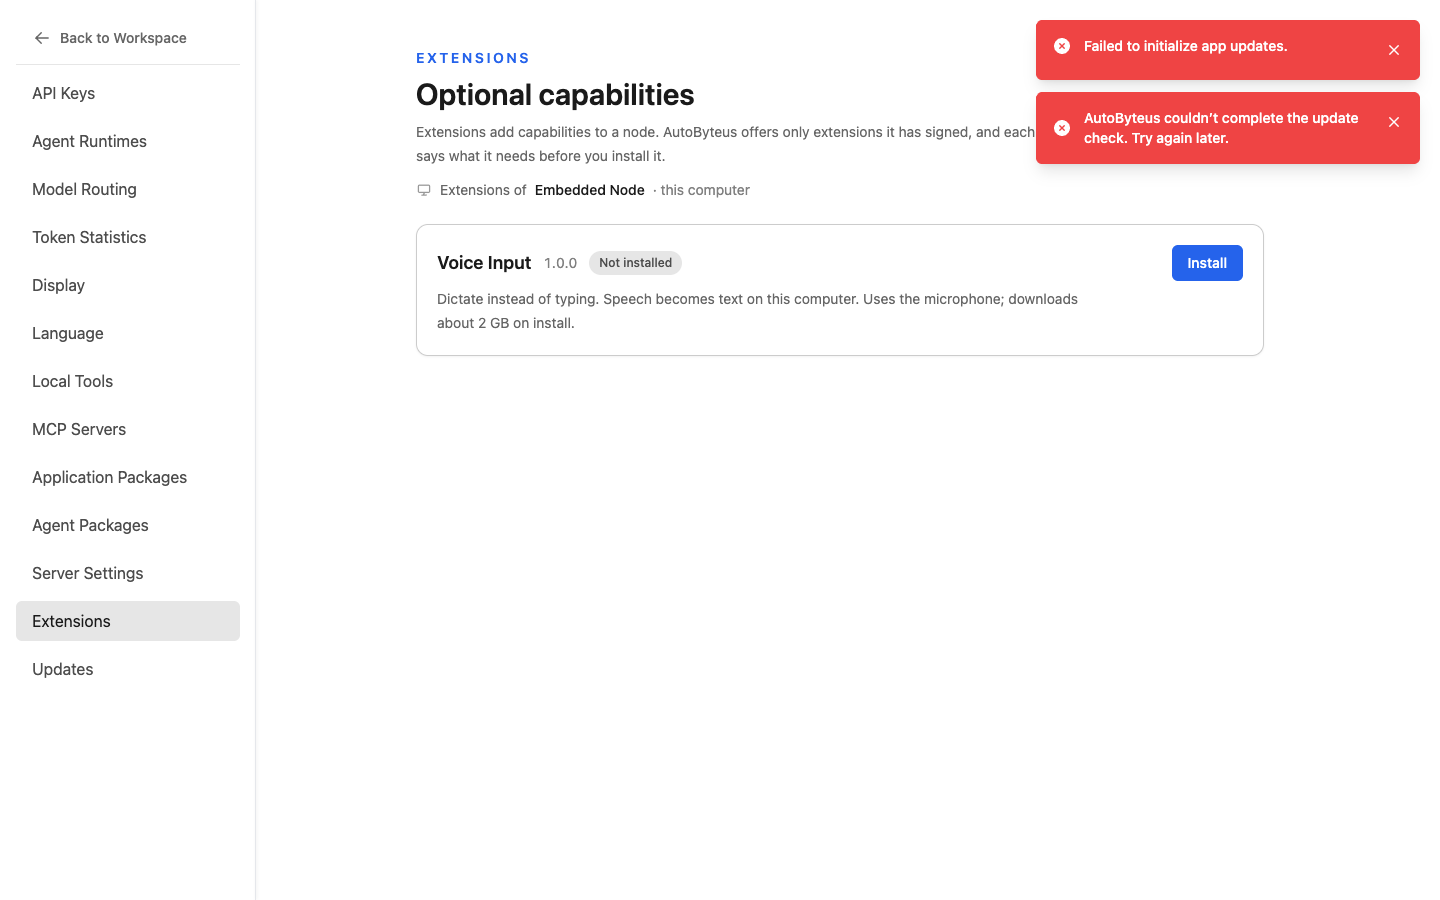 Back to Workspace
API Keys
Agent Runtimes
Model Routing
Token Statistics
Display
Language
Local Tools
MCP Servers
Application Packages
Agent Packages
Server Settings
Extensions
Updates
EXTENSIONS
Optional capabilities
Extensions add capabilities to a node. AutoByteus offers only extensions it has signed, and each
says what it needs before you install it.
Extensions of Embedded Node · this computer
Voice Input 1.0.0 Not installed
Install
Dictate instead of typing. Speech becomes text on this computer. Uses the microphone; downloads
about 2 GB on install.
Failed to initialize app updates.
AutoByteus couldn’t complete the update
check. Try again later.